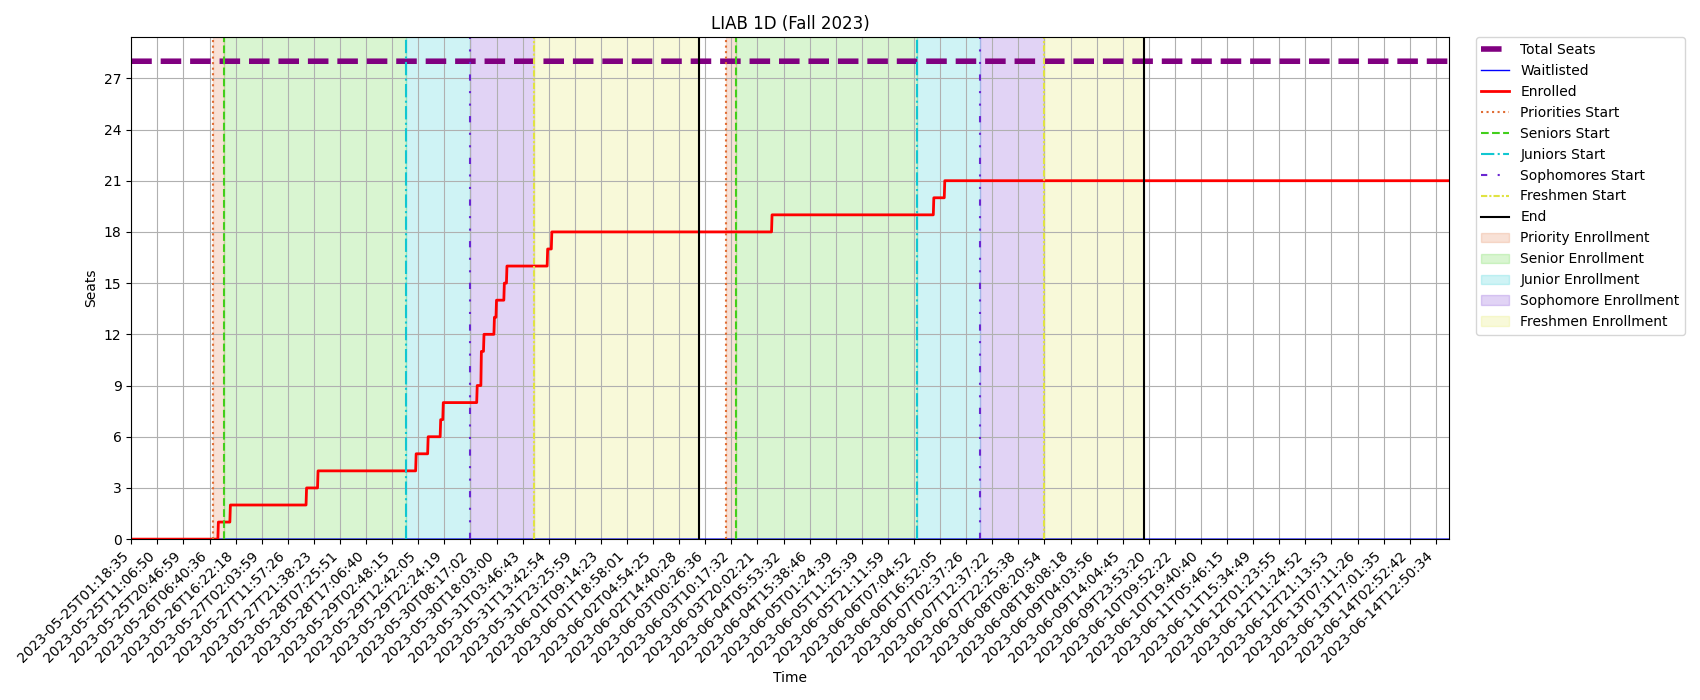 LIAB 1D (Fall 2023)
Total Seats
Waitlisted
Enrolled
Priorities Start
Seniors Start
Juniors Start
Sophomores Start
Freshmen Start
End
Priority Enrollment
Senior Enrollment
Junior Enrollment
Sophomore Enrollment
Freshmen Enrollment
Seats
27
24
21
18
15
12
9
6
3
0
2023-05-25T01:18:35
2023-05-25T11:06:50
2023-05-25T20:46:59
2023-05-26T06:40:36
2023-05-26T16:22:18
2023-05-27T02:03:59
2023-05-27T11:57:26
2023-05-27T21:38:23
2023-05-28T07:25:51
2023-05-28T17:06:40
2023-05-29T02:48:15
2023-05-29T12:42:05
2023-05-29T22:24:19
2023-05-30T08:17:02
2023-05-30T18:03:00
2023-05-31T03:46:43
2023-05-31T13:42:54
2023-05-31T23:25:59
2023-06-01T09:14:23
2023-06-01T18:58:01
2023-06-02T04:54:25
2023-06-02T14:40:28
2023-06-03T00:26:36
2023-06-03T10:17:32
2023-06-03T20:02:21
2023-06-04T05:53:32
2023-06-04T15:38:46
2023-06-05T01:24:39
2023-06-05T11:25:39
2023-06-05T21:11:59
2023-06-06T07:04:52
2023-06-06T16:52:05
2023-06-07T02:37:26
2023-06-07T12:37:22
2023-06-07T22:25:38
2023-06-08T08:20:54
2023-06-08T18:08:18
2023-06-09T04:03:56
2023-06-09T14:04:45
2023-06-09T23:53:20
2023-06-10T09:52:22
2023-06-10T19:40:40
2023-06-11T05:46:15
2023-06-11T15:34:49
2023-06-12T01:23:55
2023-06-12T11:24:52
2023-06-12T21:13:53
2023-06-13T07:11:26
2023-06-13T17:01:35
2023-06-14T02:52:42
2023-06-14T12:50:34
Time